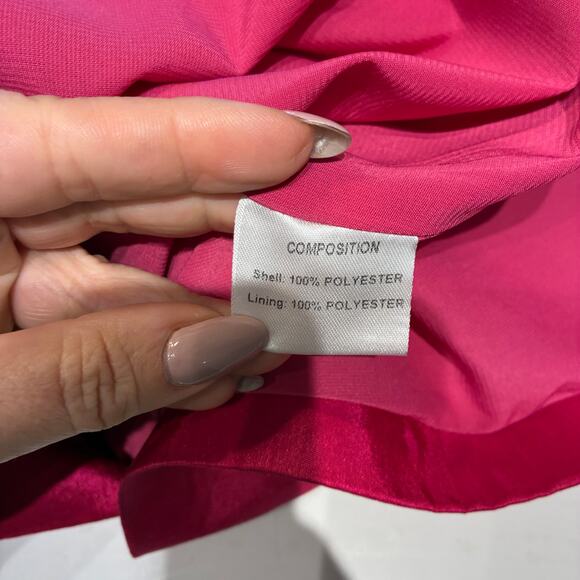 COMPOSITION
Shell: 100% POLYESTER
Lining: 100% POLYESTER